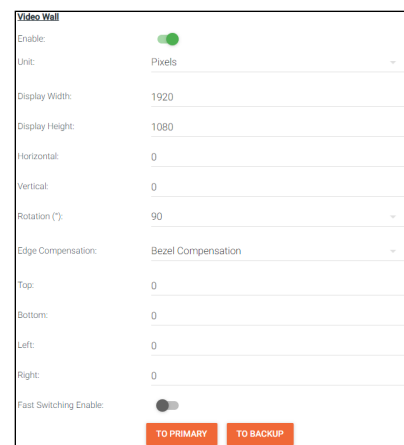 Video Wall
Enable:
Unit: Pixels
Display Width: 1920
Display Height: 1080
Horizontal: 0
Vertical: 0
Rotation (°): 90
Edge Compensation: Bezel Compensation
Top: 0
Bottom: 0
Left: 0
Right: 0
Fast Switching Enable:
TO PRIMARY TO BACKUP